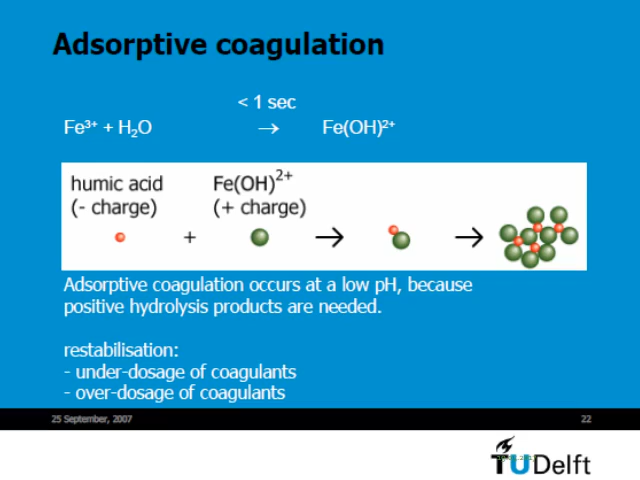 Adsorptive coagulation
< 1 sec
Fe³⁺ + H₂O → Fe(OH)²⁺
humic acid Fe(OH)²⁺
(- charge) (+ charge)
+ → →
Adsorptive coagulation occurs at a low pH, because
positive hydrolysis products are needed.
restabilisation:
- under-dosage of coagulants
- over-dosage of coagulants
25 September, 2007 22
TUDelft